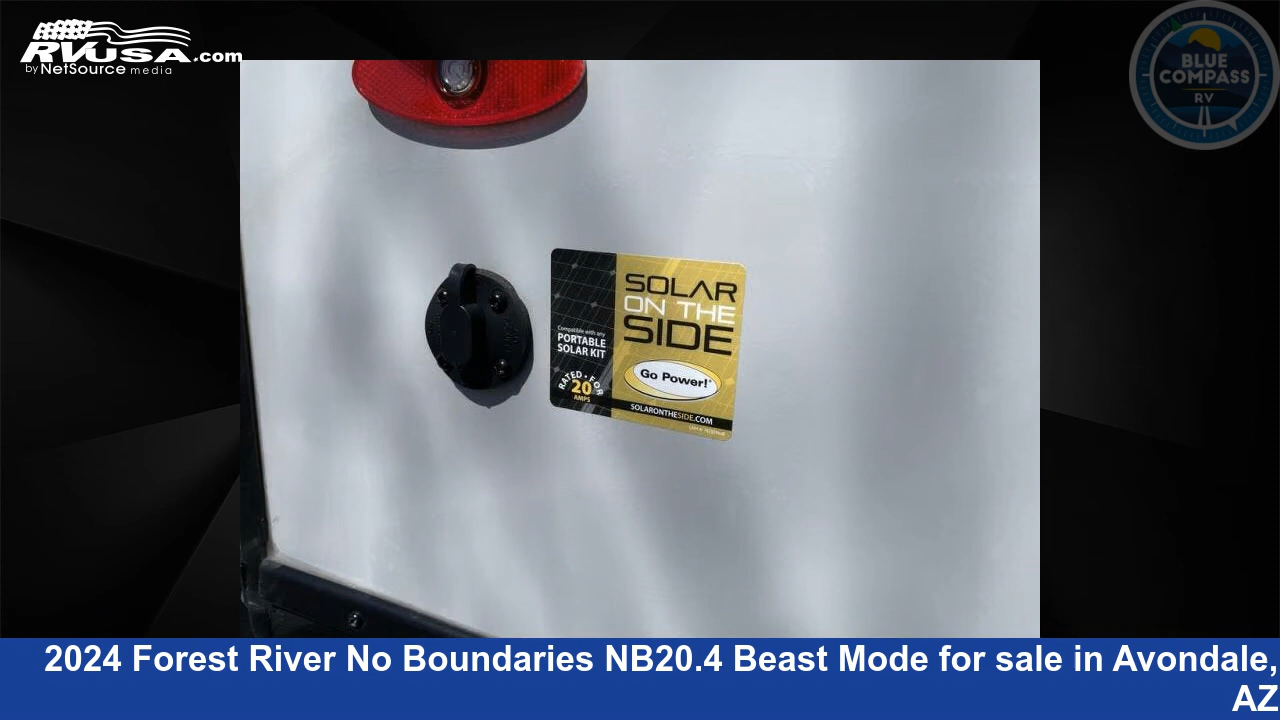 RVUSA.com
by NetSource media
BLUE
COMPASS
RV
SOLAR
ON THE
SIDE
Compatible with any
PORTABLE
SOLAR KIT
RATED • FOR
20
AMPS
Go Power!
SOLARONTHESIDE.COM
2024 Forest River No Boundaries NB20.4 Beast Mode for sale in Avondale,
AZ